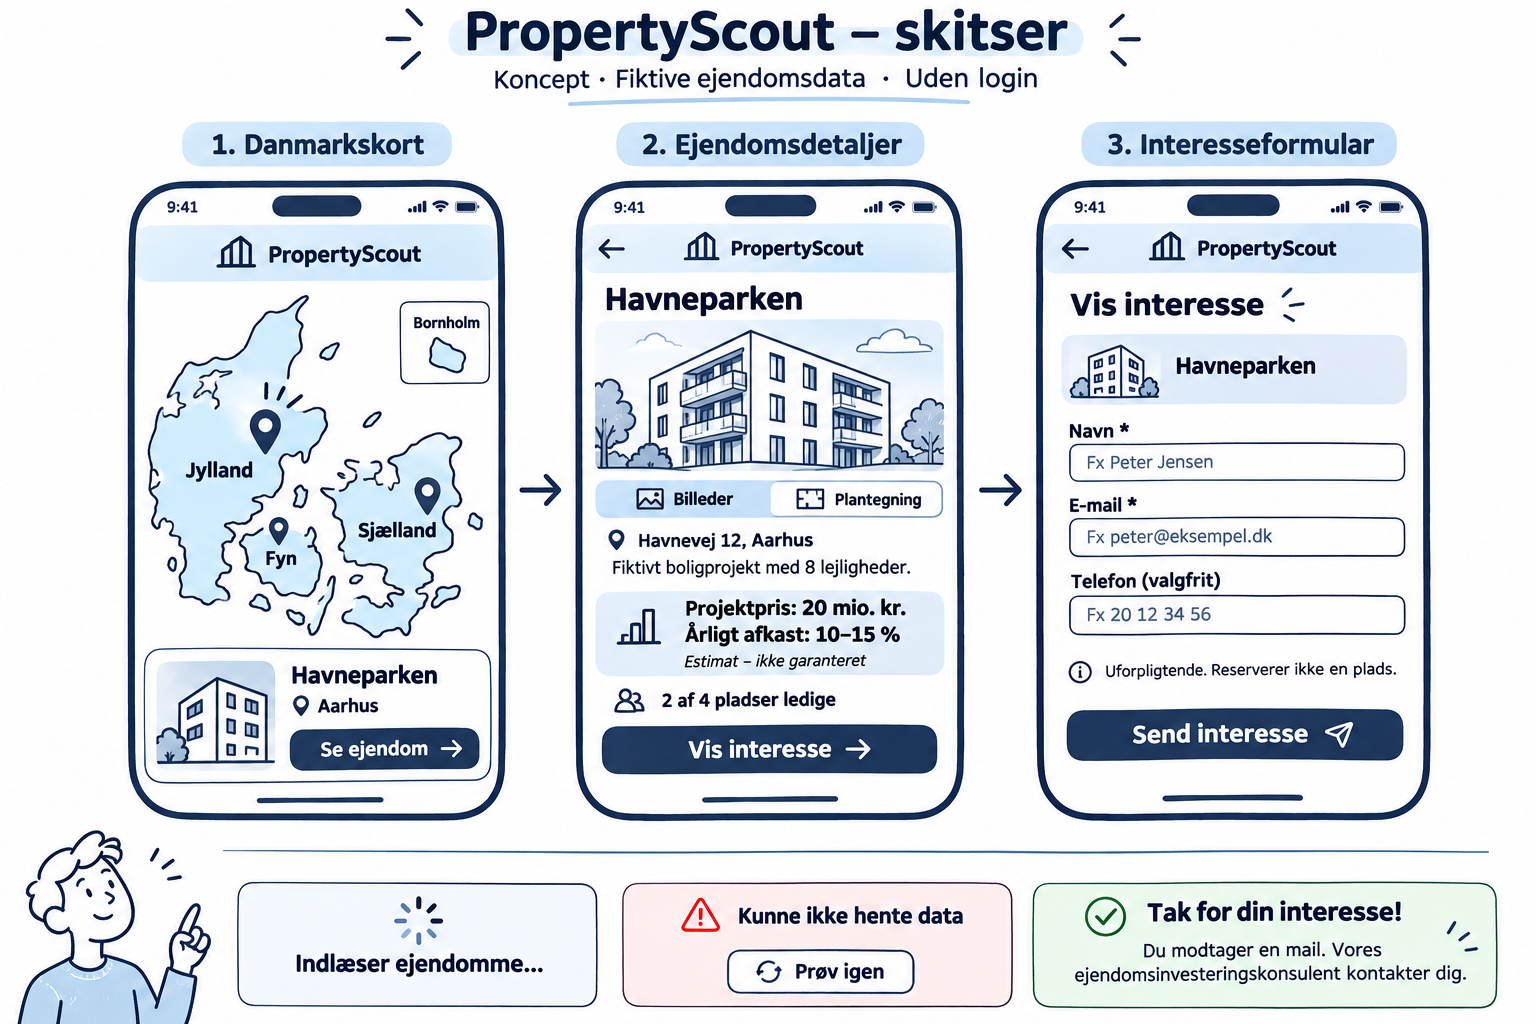 PropertyScout – skitser
Koncept · Fiktive ejendomsdata · Uden login
1. Danmarkskort
9:41
PropertyScout
Bornholm
Jylland
Sjælland
Fyn
Havneparken
Aarhus
Se ejendom →
2. Ejendomsdetaljer
9:41
← PropertyScout
Havneparken
Billeder
Plantegning
Havnevej 12, Aarhus
Fiktivt boligprojekt med 8 lejligheder.
Projektpris: 20 mio. kr.
Årligt afkast: 10–15 %
Estimat – ikke garanteret
2 af 4 pladser ledige
Vis interesse →
3. Interesseformular
9:41
← PropertyScout
Vis interesse
Havneparken
Navn *
Fx Peter Jensen
E-mail *
Fx peter@eksempel.dk
Telefon (valgfrit)
Fx 20 12 34 56
Uforpligtende. Reserverer ikke en plads.
Send interesse
Indlæser ejendomme...
Kunne ikke hente data
Prøv igen
Tak for din interesse!
Du modtager en mail. Vores
ejendomsinvesteringskonsulent kontakter dig.